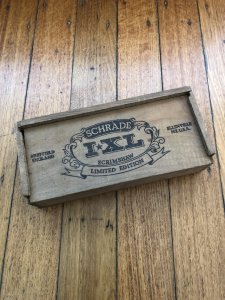 SCHRADE
I*XL
SCRIMSHAW
LIMITED EDITION
SHEFFIELD
ENGLAND